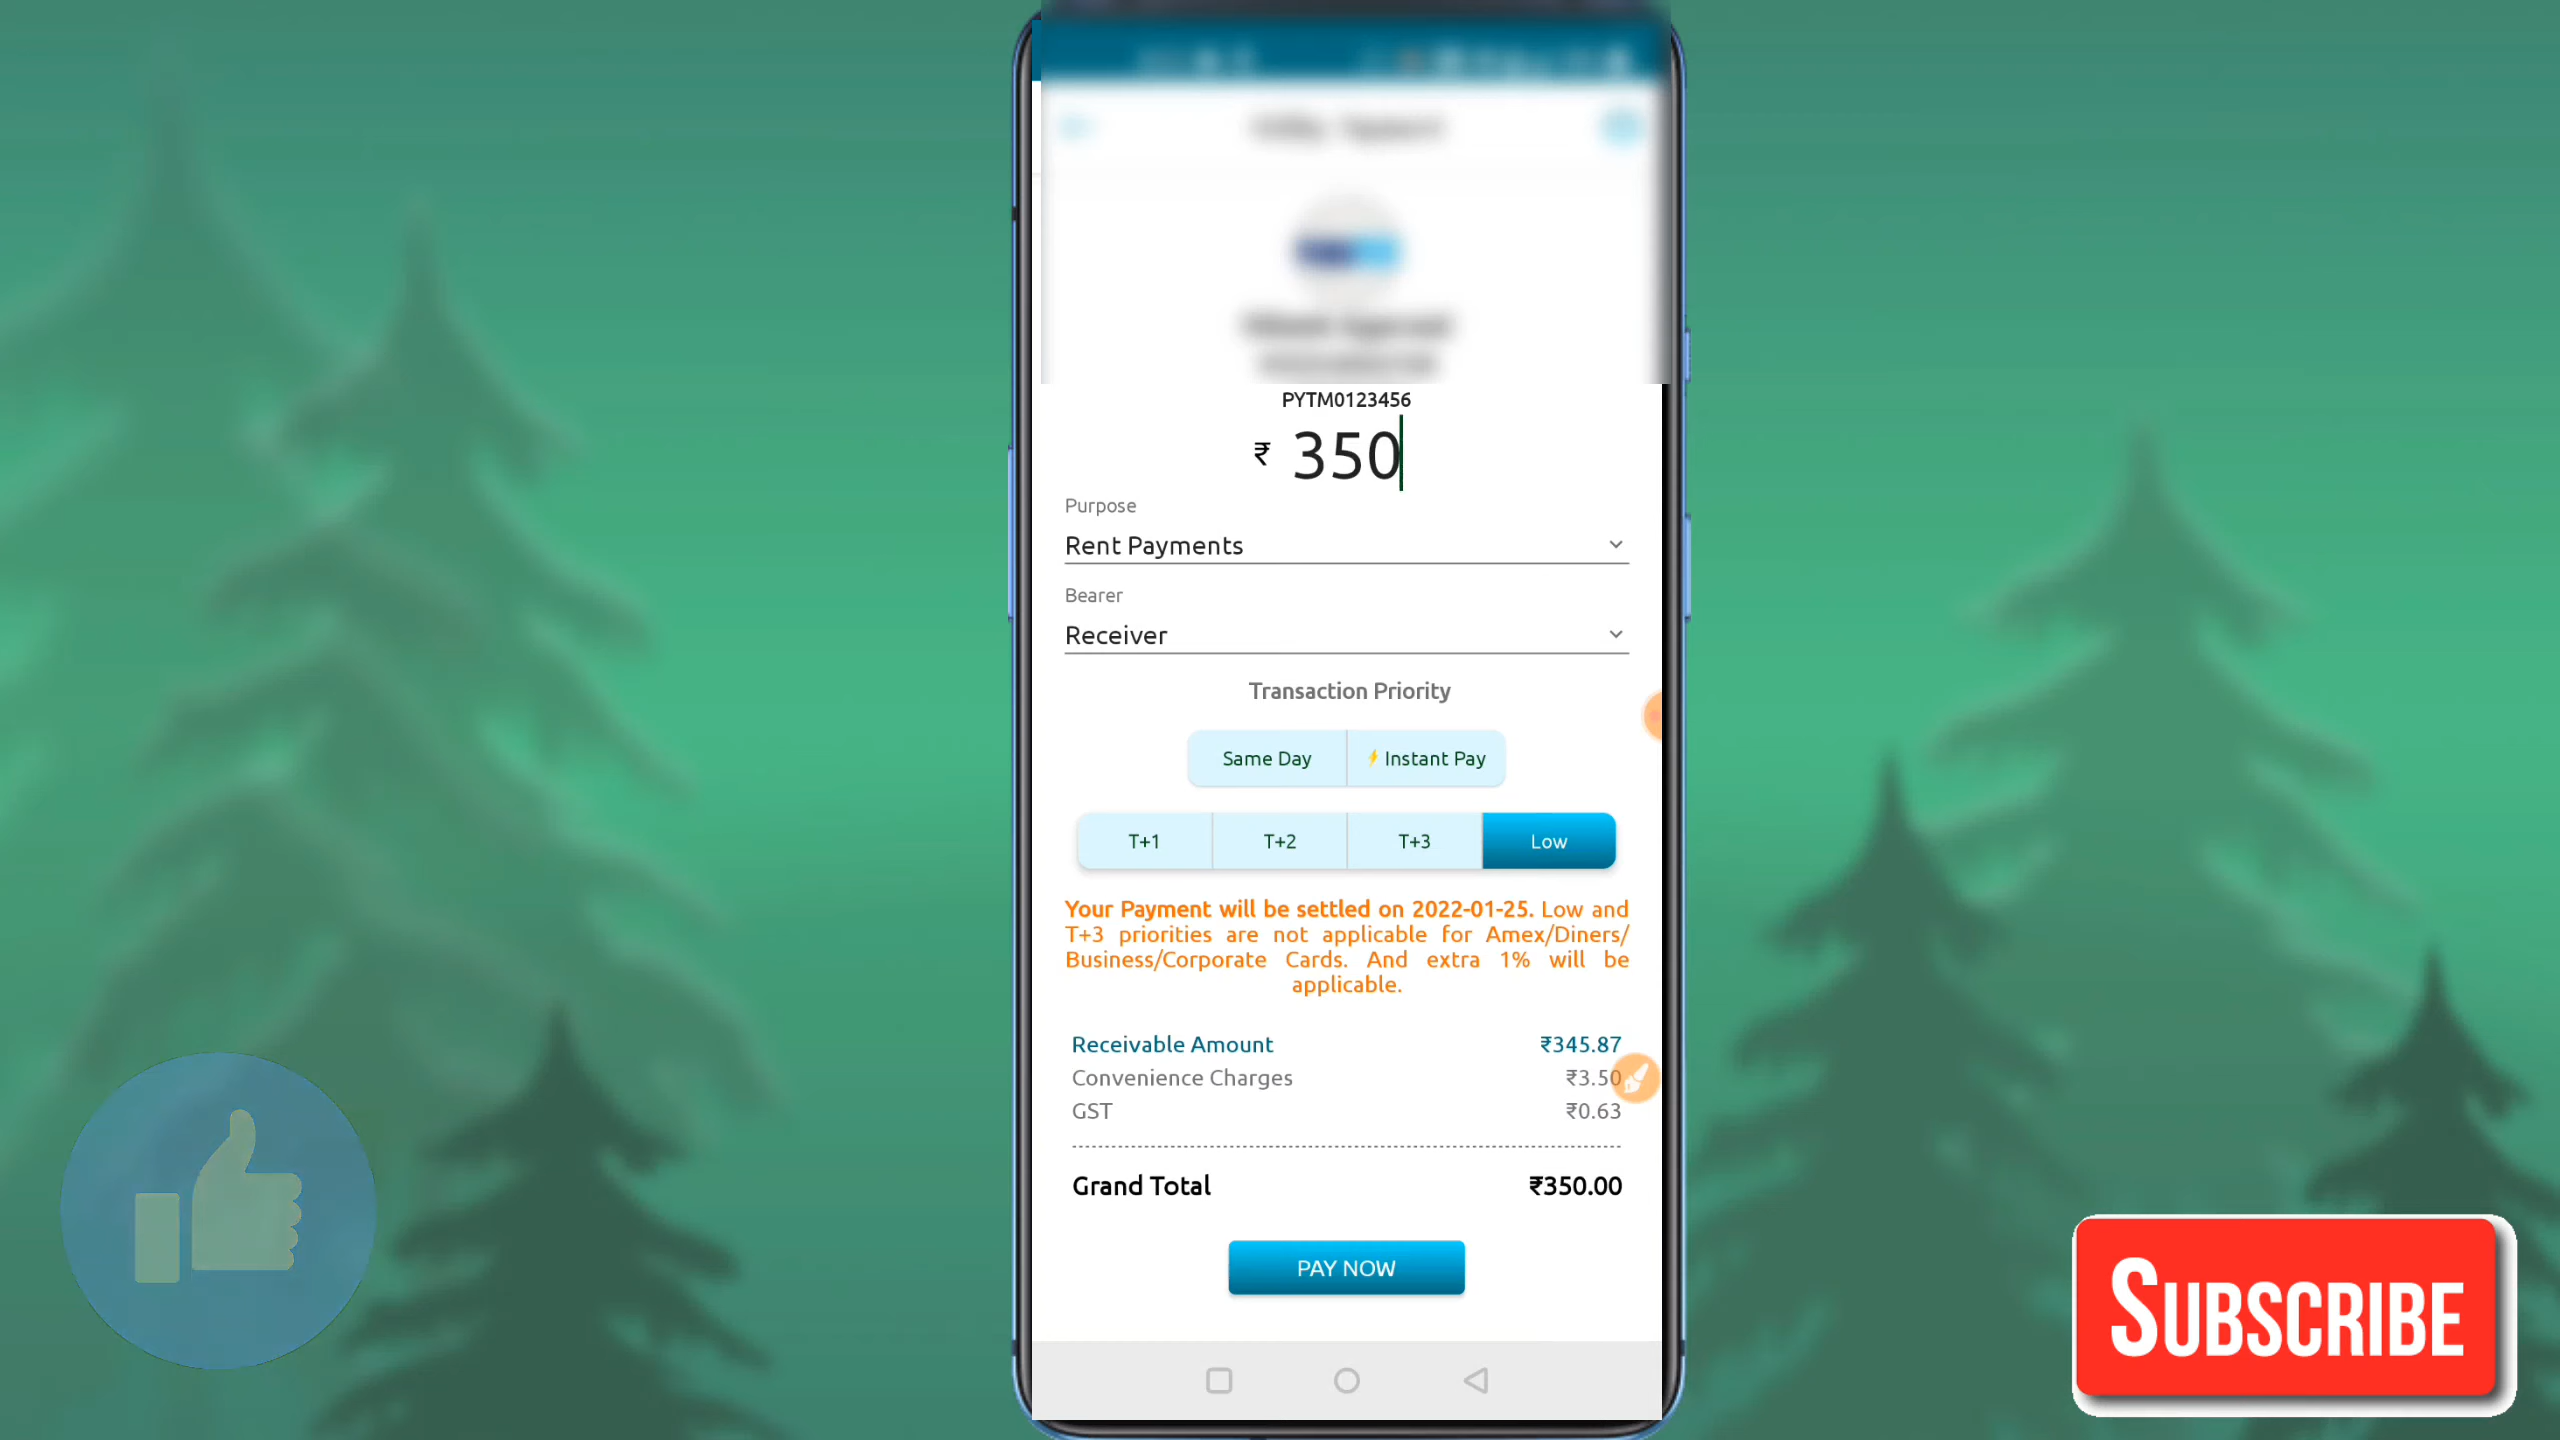 PYTM0123456
₹ 350
Purpose
Rent Payments
Bearer
Receiver
Transaction Priority
Same Day
Instant Pay
T+1
T+2
T+3
Low
Your Payment will be settled on 2022-01-25. Low and
T+3 priorities are not applicable for Amex/Diners/
Business/Corporate Cards. And extra 1% will be
applicable.
Receivable Amount ₹345.87
Convenience Charges ₹3.50
GST ₹0.63
Grand Total ₹350.00
PAY NOW
SUBSCRIBE